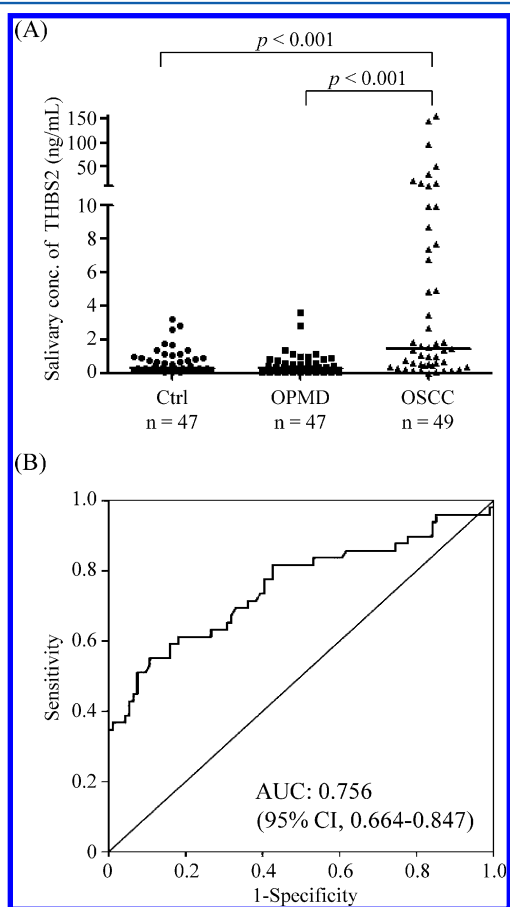 (A)
p < 0.001
p < 0.001
Salivary conc. of THBS2 (ng/mL)
150
100
50
10
8
6
4
2
0
Ctrl
OPMD
OSCC
n = 47
n = 47
n = 49
(B)
1.0
0.8
0.6
0.4
0.2
0
Sensitivity
AUC: 0.756
(95% CI, 0.664-0.847)
0
0.2
0.4
0.6
0.8
1.0
1-Specificity